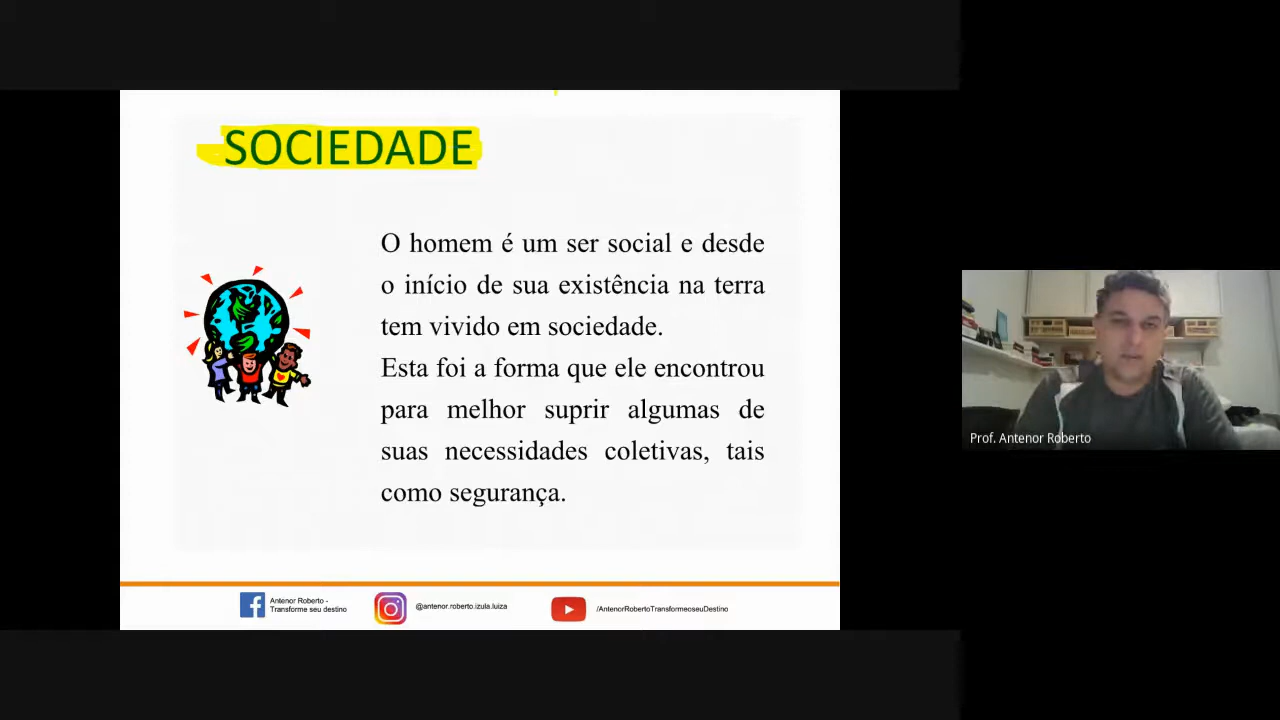 SOCIEDADE
O homem é um ser social e desde
o início de sua existência na terra
tem vivido em sociedade.
Esta foi a forma que ele encontrou
para melhor suprir algumas de
suas necessidades coletivas, tais
como segurança.
Prof. Antenor Roberto
Antenor Roberto -
Transforme seu destino
@antenor.roberto.izula.luiza
/AntenorRobertoTransformeoseuDestino